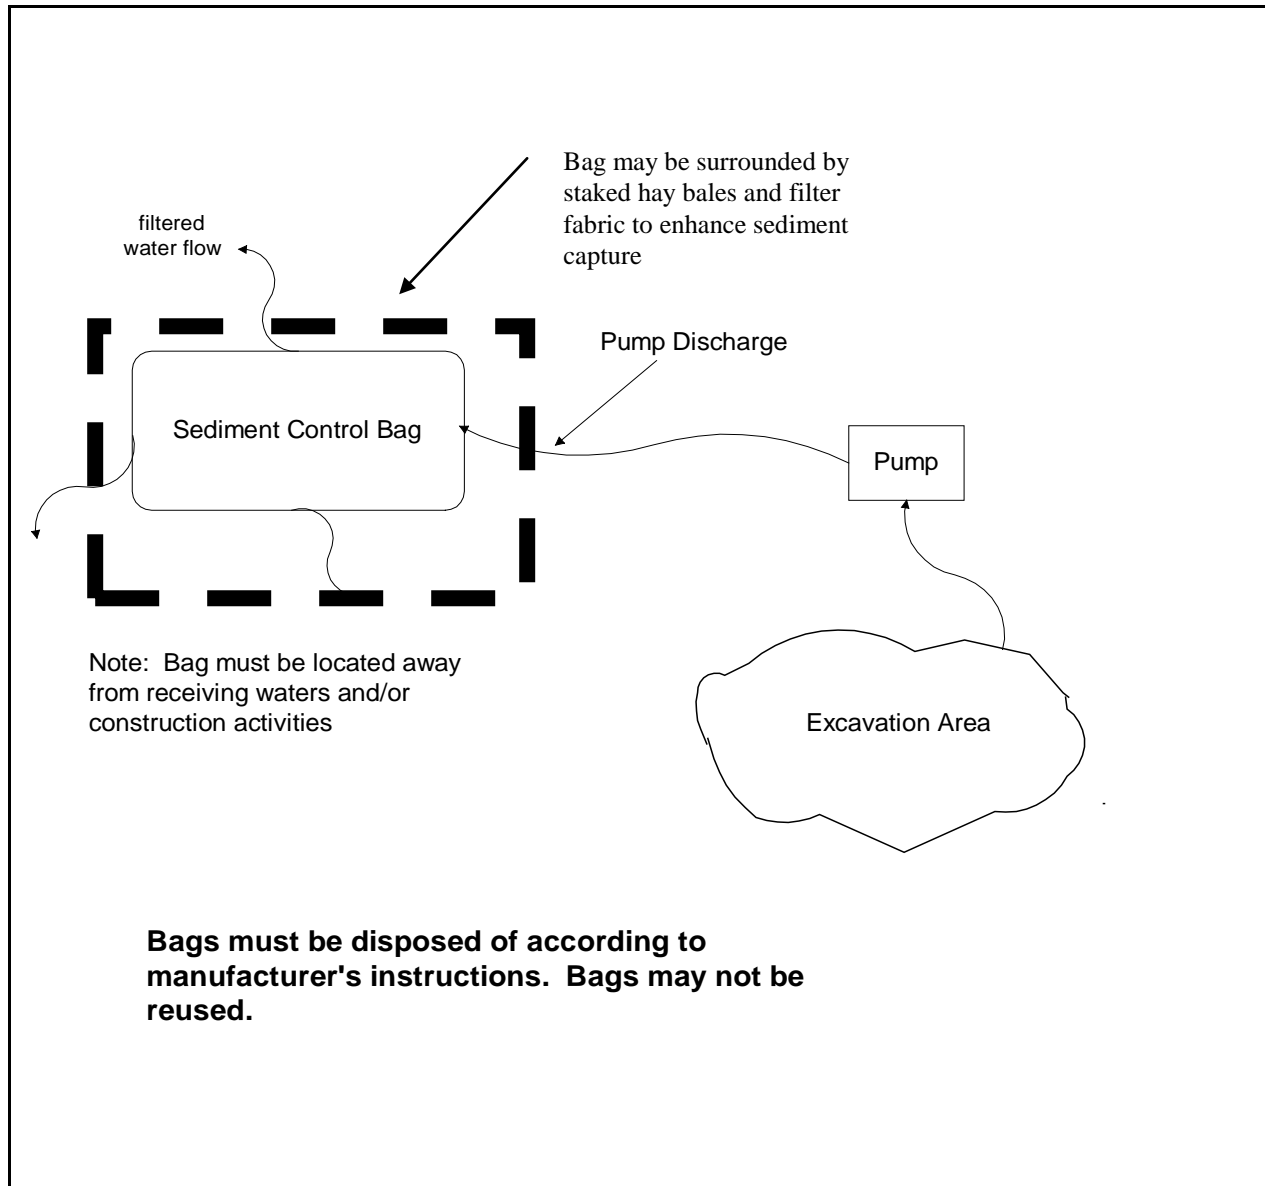 Bag may be surrounded by
staked hay bales and filter
fabric to enhance sediment
capture
filtered
water flow
Pump Discharge
Sediment Control Bag
Pump
Note:  Bag must be located away
from receiving waters and/or
construction activities
Excavation Area
Bags must be disposed of according to
manufacturer's instructions.  Bags may not be
reused.